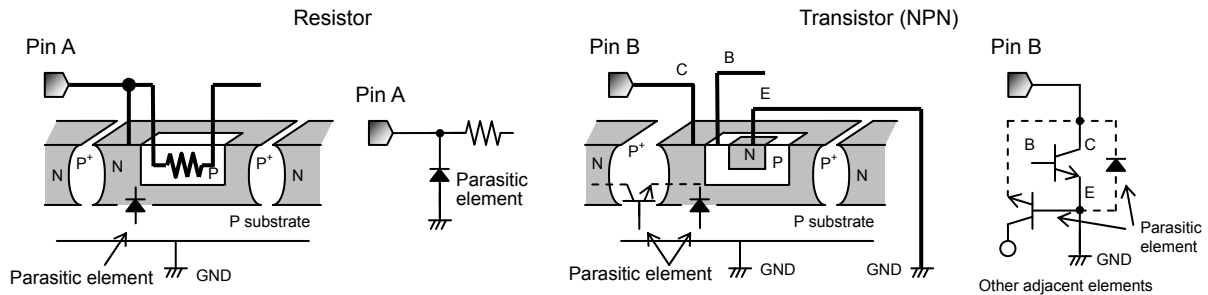 Resistor
Transistor (NPN)
Pin A
Pin B
Pin B
C
B
E
Pin A
N
P+
N
P
P+
N
Parasitic
element
P substrate
GND
Parasitic element
N
P+
N
N
P
P+
N
P substrate
GND
GND
Parasitic element
B
C
E
Parasitic
element
GND
Other adjacent elements